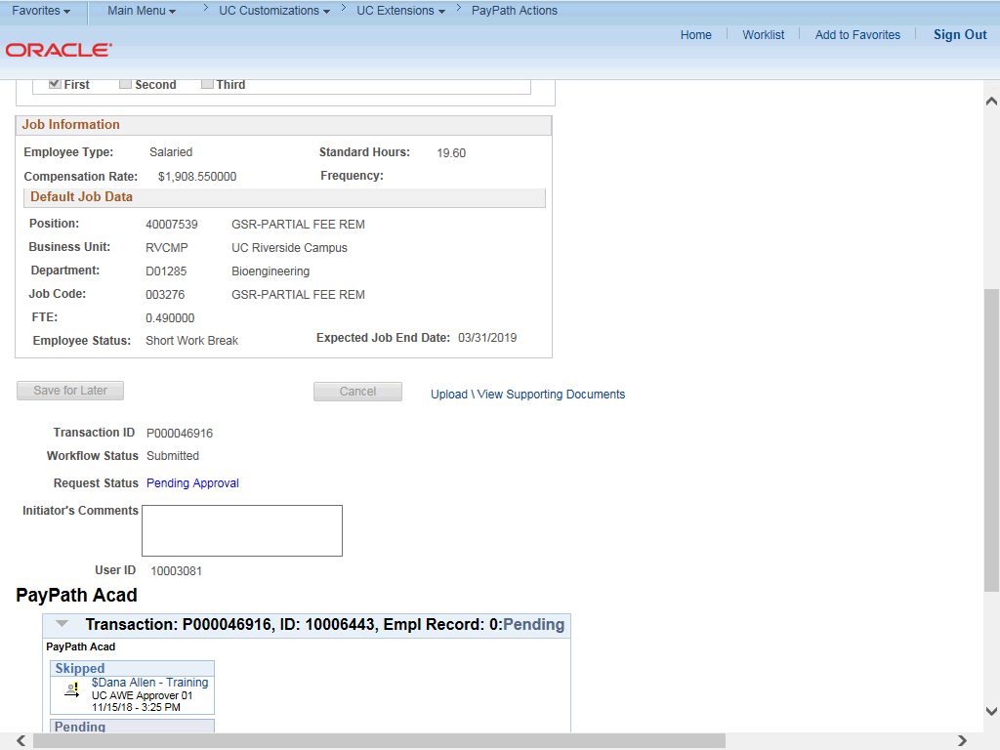 Favorites Main Menu UC Customizations UC Extensions PayPath Actions
Home Worklist Add to Favorites Sign Out
ORACLE
First Second Third
Job Information
Employee Type: Salaried Standard Hours: 19.60
Compensation Rate: $1,908.550000 Frequency:
Default Job Data
Position: 40007539 GSR-PARTIAL FEE REM
Business Unit: RVCMP UC Riverside Campus
Department: D01285 Bioengineering
Job Code: 003276 GSR-PARTIAL FEE REM
FTE: 0.490000
Employee Status: Short Work Break Expected Job End Date: 03/31/2019
Save for Later Cancel Upload \ View Supporting Documents
Transaction ID P000046916
Workflow Status Submitted
Request Status Pending Approval
Initiator's Comments
User ID 10003081
PayPath Acad
Transaction: P000046916, ID: 10006443, Empl Record: 0:Pending
PayPath Acad
Skipped
$Dana Allen - Training
UC AWE Approver 01
11/15/18 - 3:25 PM
Pending